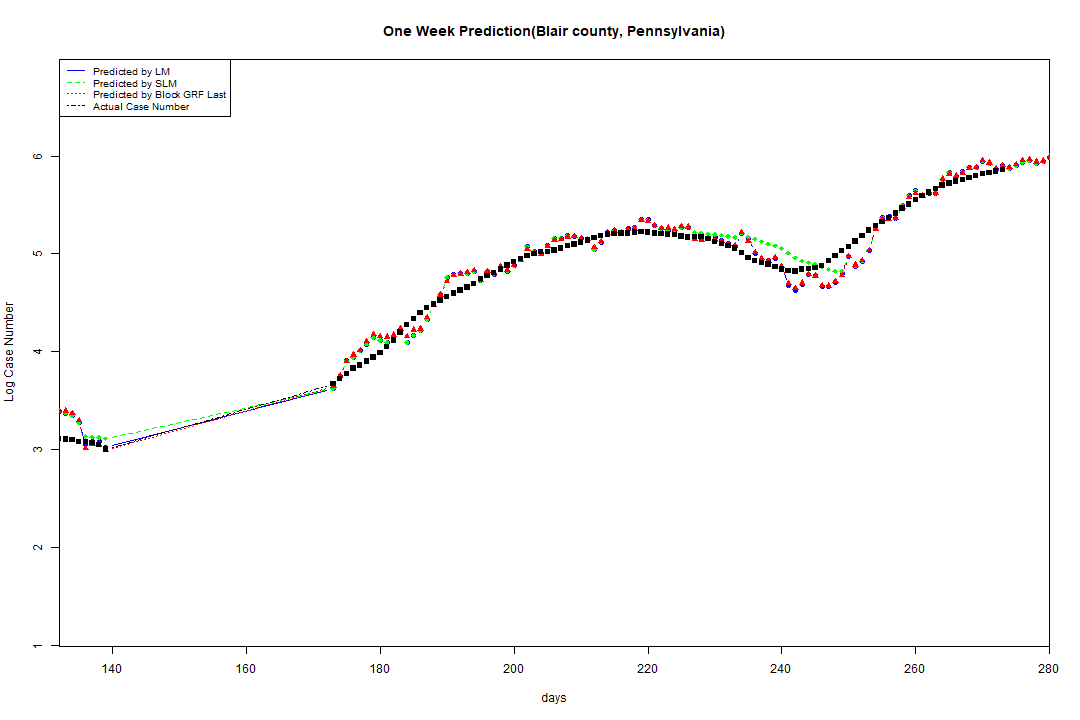 One Week Prediction(Blair county, Pennsylvania)
Predicted by LM
Predicted by SLM
Predicted by Block GRF Last
Actual Case Number
Log Case Number
6
5
4
3
2
1
140 160 180 200 220 240 260 280
days